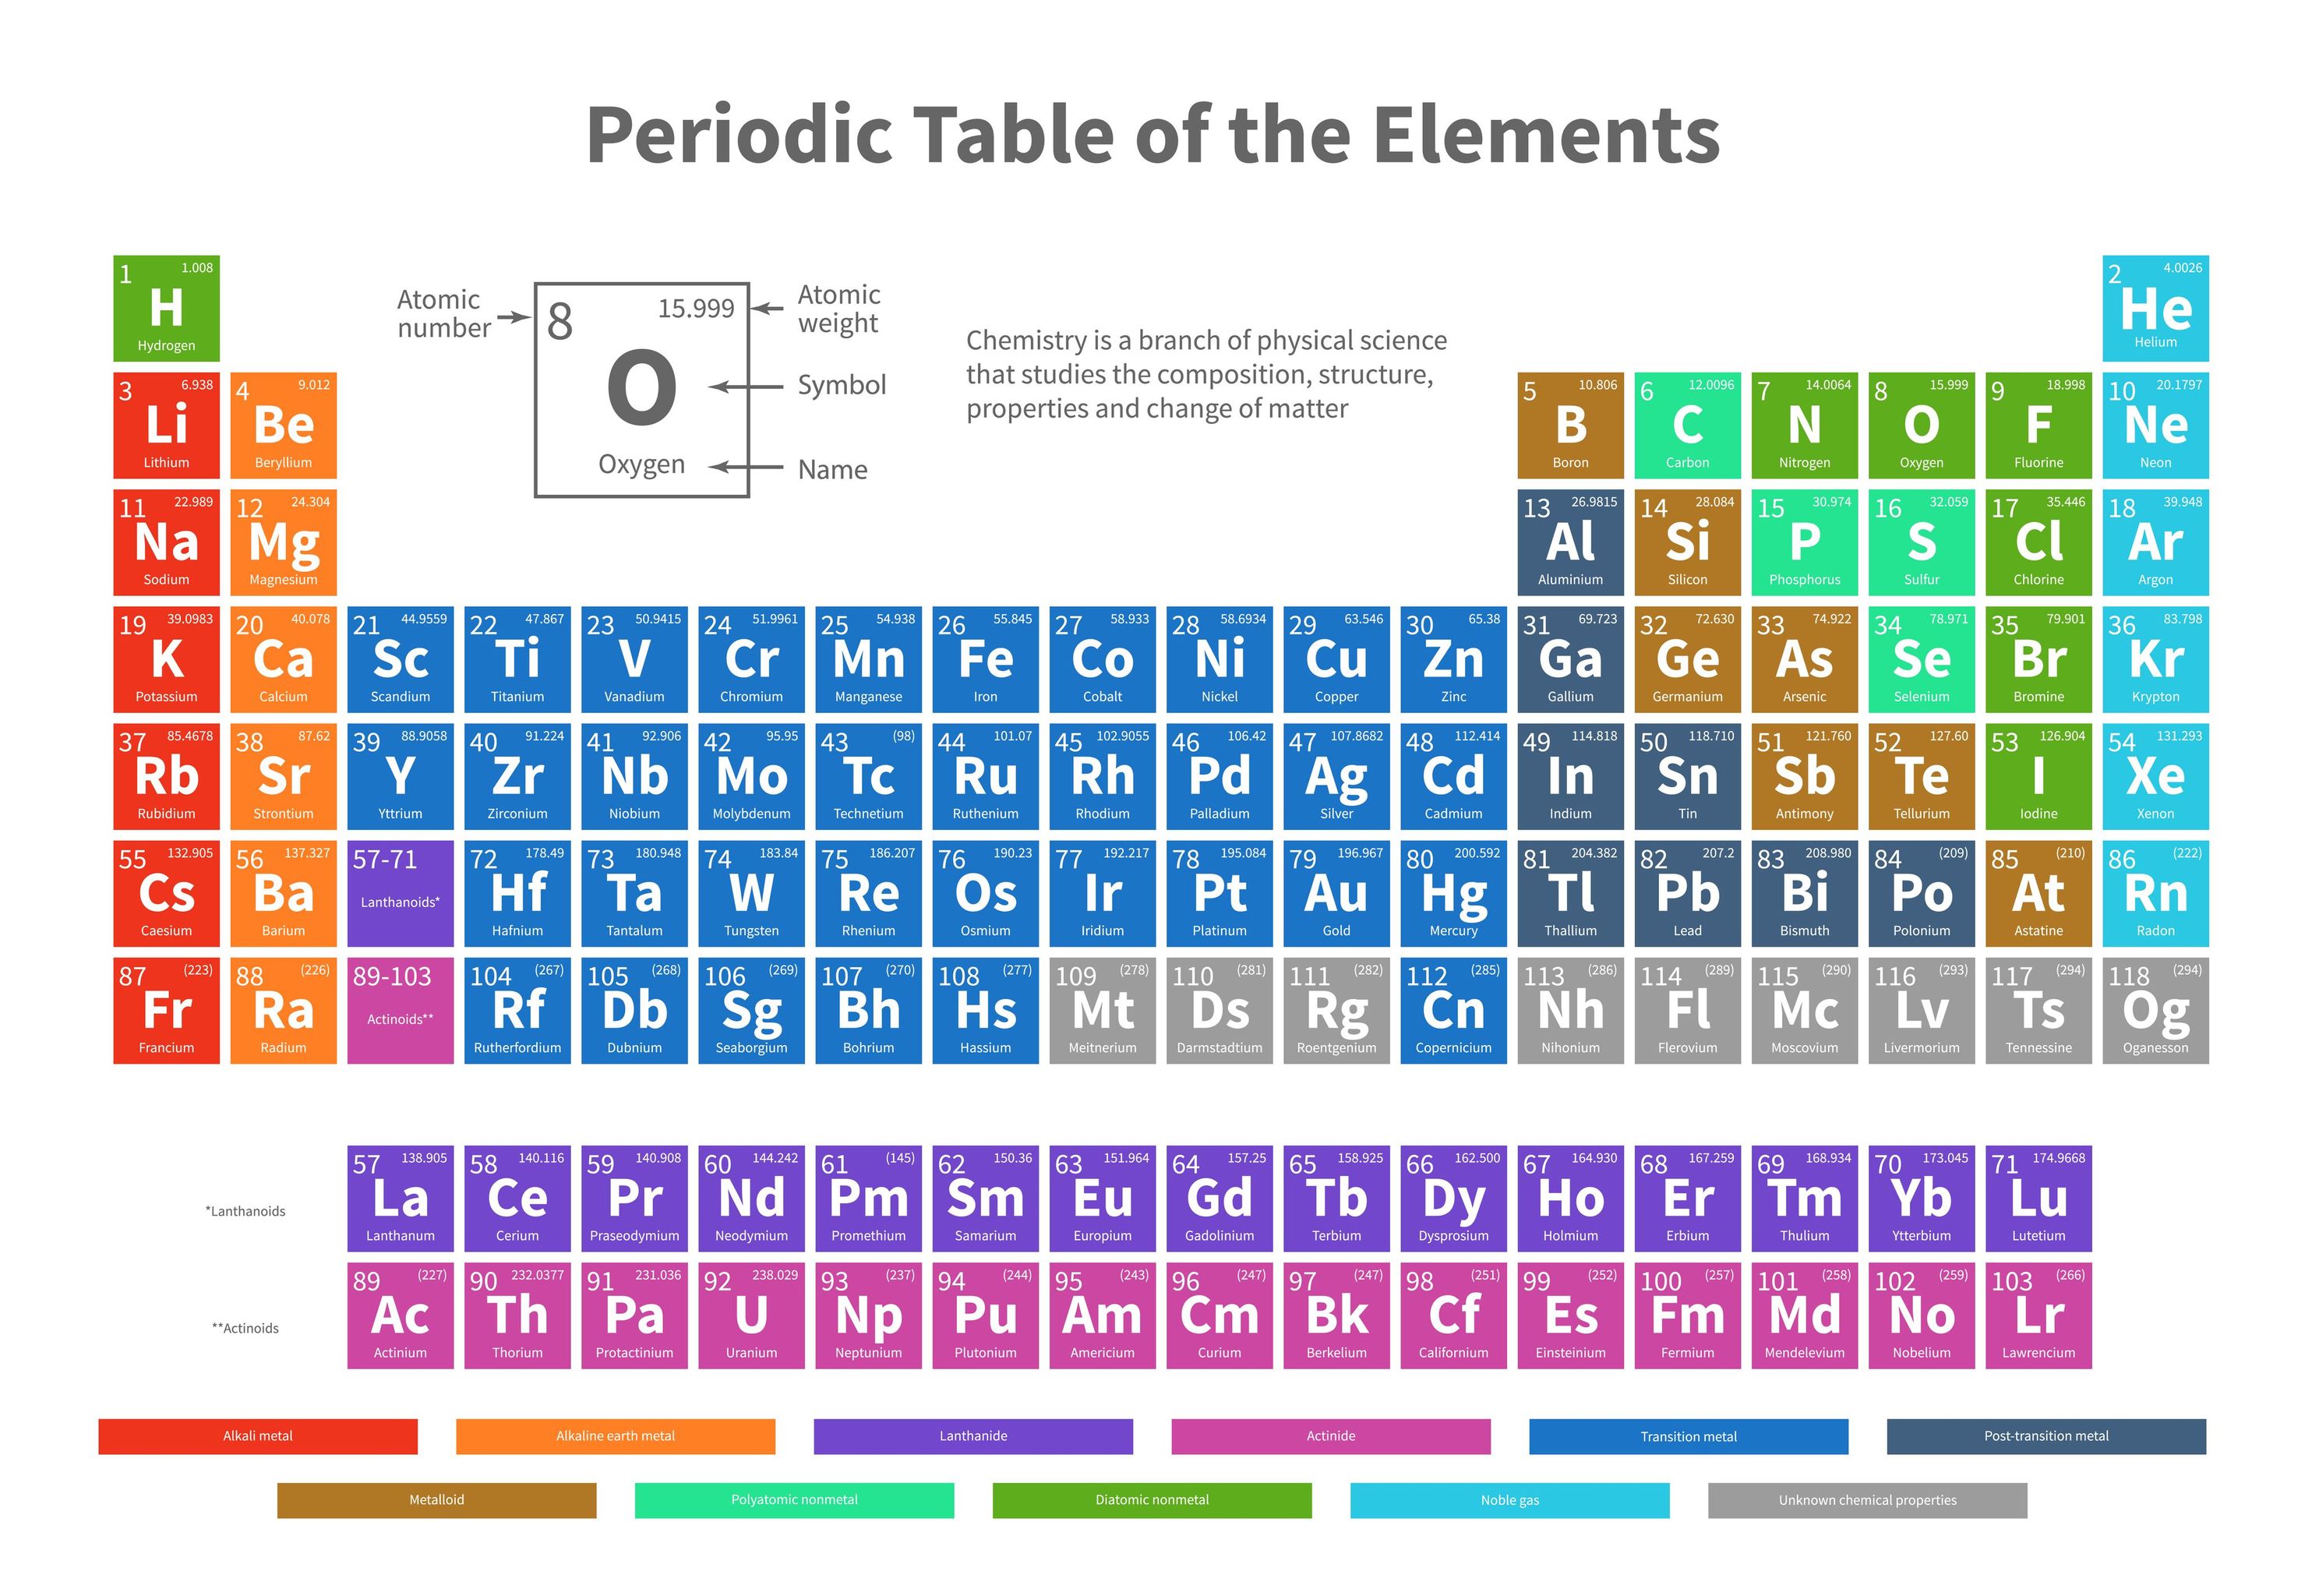 Periodic Table of the Elements
1 1.008
H
Hydrogen
Atomic number
8 15.999
O
Oxygen
Atomic weight
Symbol
Name
Chemistry is a branch of physical science
that studies the composition, structure,
properties and change of matter
2 4.0026
He
Helium
3 6.938
Li
Lithium
4 9.012
Be
Beryllium
5 10.806
B
Boron
6 12.0096
C
Carbon
7 14.0064
N
Nitrogen
8 15.999
O
Oxygen
9 18.998
F
Fluorine
10 20.1797
Ne
Neon
11 22.989
Na
Sodium
12 24.304
Mg
Magnesium
13 26.9815
Al
Aluminium
14 28.084
Si
Silicon
15 30.974
P
Phosphorus
16 32.059
S
Sulfur
17 35.446
Cl
Chlorine
18 39.948
Ar
Argon
19 39.0983
K
Potassium
20 40.078
Ca
Calcium
21 44.9559
Sc
Scandium
22 47.867
Ti
Titanium
23 50.9415
V
Vanadium
24 51.9961
Cr
Chromium
25 54.938
Mn
Manganese
26 55.845
Fe
Iron
27 58.933
Co
Cobalt
28 58.6934
Ni
Nickel
29 63.546
Cu
Copper
30 65.38
Zn
Zinc
31 69.723
Ga
Gallium
32 72.630
Ge
Germanium
33 74.922
As
Arsenic
34 78.971
Se
Selenium
35 79.901
Br
Bromine
36 83.798
Kr
Krypton
37 85.4678
Rb
Rubidium
38 87.62
Sr
Strontium
39 88.9058
Y
Yttrium
40 91.224
Zr
Zirconium
41 92.906
Nb
Niobium
42 95.95
Mo
Molybdenum
43 (98)
Tc
Technetium
44 101.07
Ru
Ruthenium
45 102.9055
Rh
Rhodium
46 106.42
Pd
Palladium
47 107.8682
Ag
Silver
48 112.414
Cd
Cadmium
49 114.818
In
Indium
50 118.710
Sn
Tin
51 121.760
Sb
Antimony
52 127.60
Te
Tellurium
53 126.904
I
Iodine
54 131.293
Xe
Xenon
55 132.905
Cs
Caesium
56 137.327
Ba
Barium
57-71
Lanthanoids*
72 178.49
Hf
Hafnium
73 180.948
Ta
Tantalum
74 183.84
W
Tungsten
75 186.207
Re
Rhenium
76 190.23
Os
Osmium
77 192.217
Ir
Iridium
78 195.084
Pt
Platinum
79 196.967
Au
Gold
80 200.592
Hg
Mercury
81 204.382
Tl
Thallium
82 207.2
Pb
Lead
83 208.980
Bi
Bismuth
84 (209)
Po
Polonium
85 (210)
At
Astatine
86 (222)
Rn
Radon
87 (223)
Fr
Francium
88 (226)
Ra
Radium
89-103
Actinoids**
104 (267)
Rf
Rutherfordium
105 (268)
Db
Dubnium
106 (269)
Sg
Seaborgium
107 (270)
Bh
Bohrium
108 (277)
Hs
Hassium
109 (278)
Mt
Meitnerium
110 (281)
Ds
Darmstadtium
111 (282)
Rg
Roentgenium
112 (285)
Cn
Copernicium
113 (286)
Nh
Nihonium
114 (289)
Fl
Flerovium
115 (290)
Mc
Moscovium
116 (293)
Lv
Livermorium
117 (294)
Ts
Tennessine
118 (294)
Og
Oganesson
*Lanthanoids
57 138.905
La
Lanthanum
58 140.116
Ce
Cerium
59 140.908
Pr
Praseodymium
60 144.242
Nd
Neodymium
61 (145)
Pm
Promethium
62 150.36
Sm
Samarium
63 151.964
Eu
Europium
64 157.25
Gd
Gadolinium
65 158.925
Tb
Terbium
66 162.500
Dy
Dysprosium
67 164.930
Ho
Holmium
68 167.259
Er
Erbium
69 168.934
Tm
Thulium
70 173.045
Yb
Ytterbium
71 174.9668
Lu
Lutetium
**Actinoids
89 (227)
Ac
Actinium
90 232.0377
Th
Thorium
91 231.036
Pa
Protactinium
92 238.029
U
Uranium
93 (237)
Np
Neptunium
94 (244)
Pu
Plutonium
95 (243)
Am
Americium
96 (247)
Cm
Curium
97 (247)
Bk
Berkelium
98 (251)
Cf
Californium
99 (252)
Es
Einsteinium
100 (257)
Fm
Fermium
101 (258)
Md
Mendelevium
102 (259)
No
Nobelium
103 (266)
Lr
Lawrencium
Alkali metal
Alkaline earth metal
Lanthanide
Actinide
Transition metal
Post-transition metal
Metalloid
Polyatomic nonmetal
Diatomic nonmetal
Noble gas
Unknown chemical properties